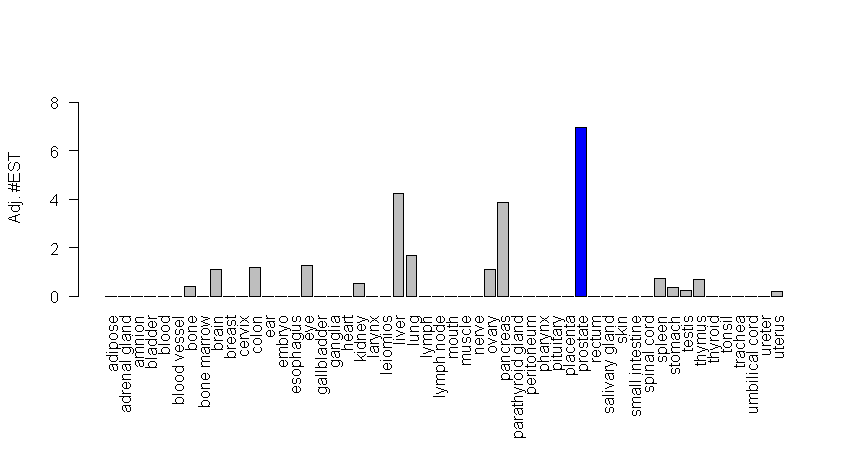 Adj. #EST
8
6
4
2
0
adipose
adrenal gland
amnion
bladder
blood
blood vessel
bone
bone marrow
brain
breast
cervix
colon
ear
embryo
esophagus
eye
gallbladder
ganglia
heart
kidney
larynx
leiomios
liver
lung
lymph
lymph node
mouth
muscle
nerve
ovary
pancreas
parathyroid gland
peritoneum
pharynx
pituitary
placenta
prostate
rectum
salivary gland
skin
small intestine
spinal cord
spleen
stomach
testis
thymus
thyroid
tonsil
trachea
umbilical cord
ureter
uterus